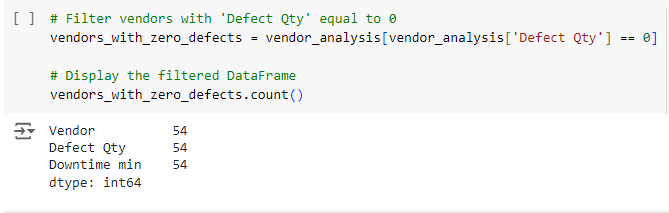 [ ] # Filter vendors with 'Defect Qty' equal to 0
vendors_with_zero_defects = vendor_analysis[vendor_analysis['Defect Qty'] == 0]
# Display the filtered DataFrame
vendors_with_zero_defects.count()
Vendor 54
Defect Qty 54
Downtime min 54
dtype: int64